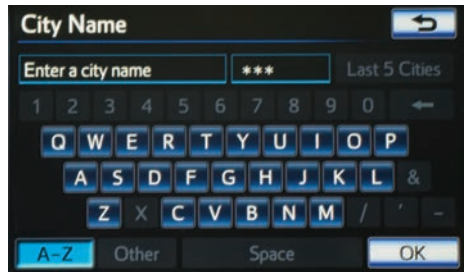 City Name
Enter a city name *** Last 5 Cities
1 2 3 4 5 6 7 8 9 0 ←
Q W E R T Y U I O P
A S D F G H J K L &
Z X C V B N M / ' -
A-Z Other Space OK